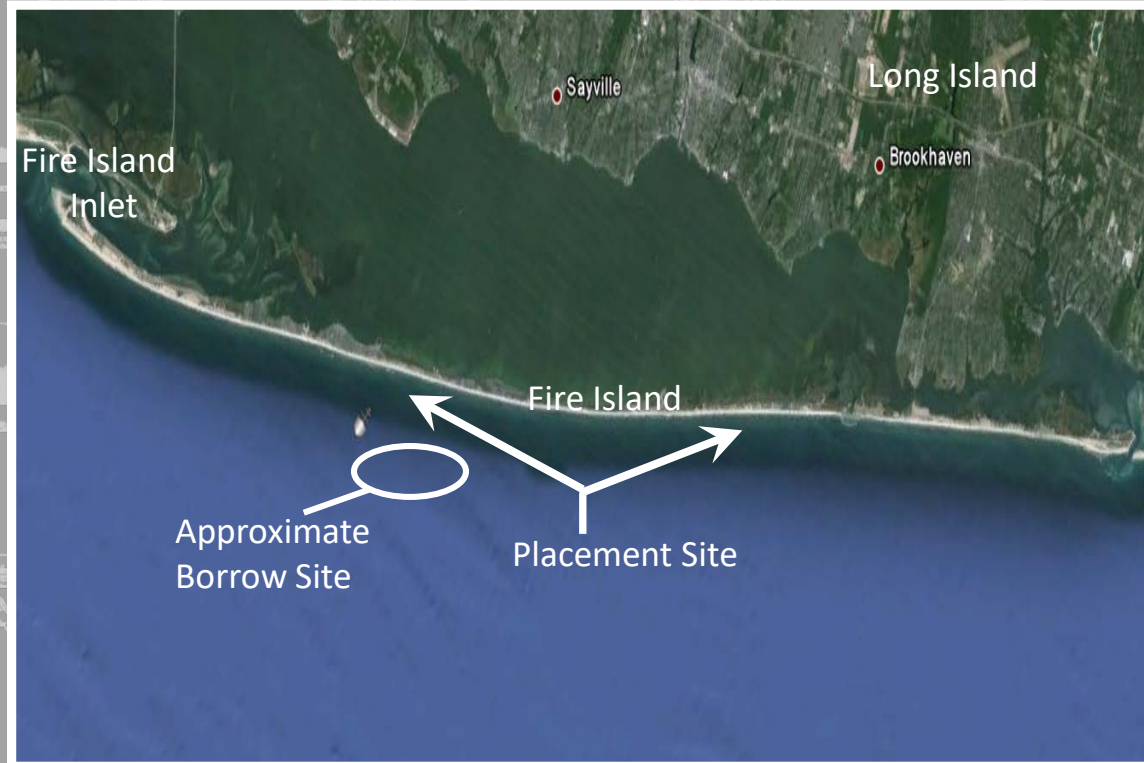 Long Island
Sayville
Brookhaven
Fire Island
Inlet
Fire Island
Approximate
Borrow Site
Placement Site